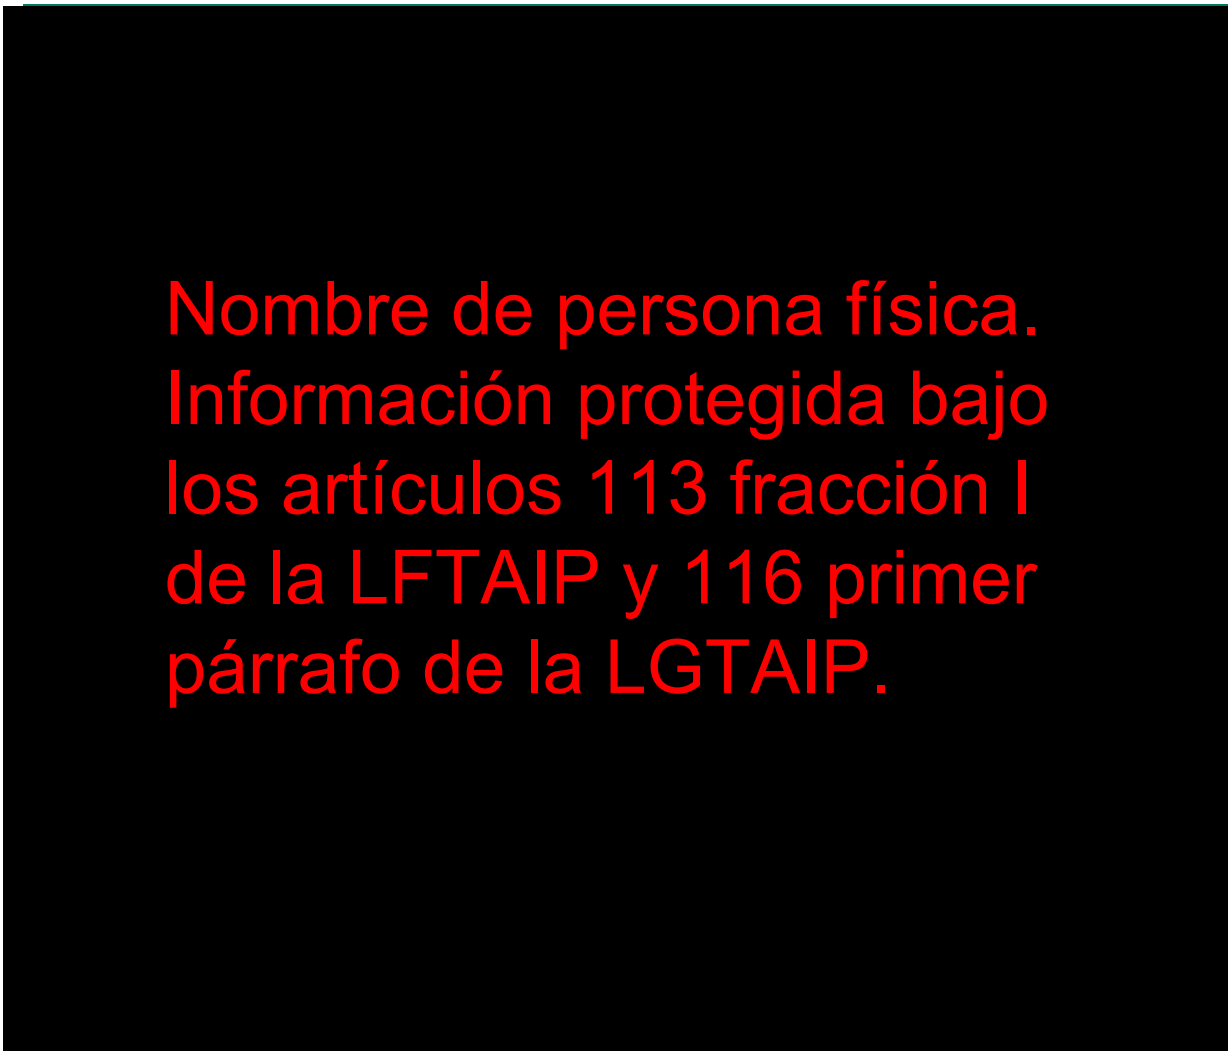 Nombre de persona física.
Información protegida bajo
los artículos 113 fracción I
de la LFTAIP y 116 primer
párrafo de la LGTAIP.